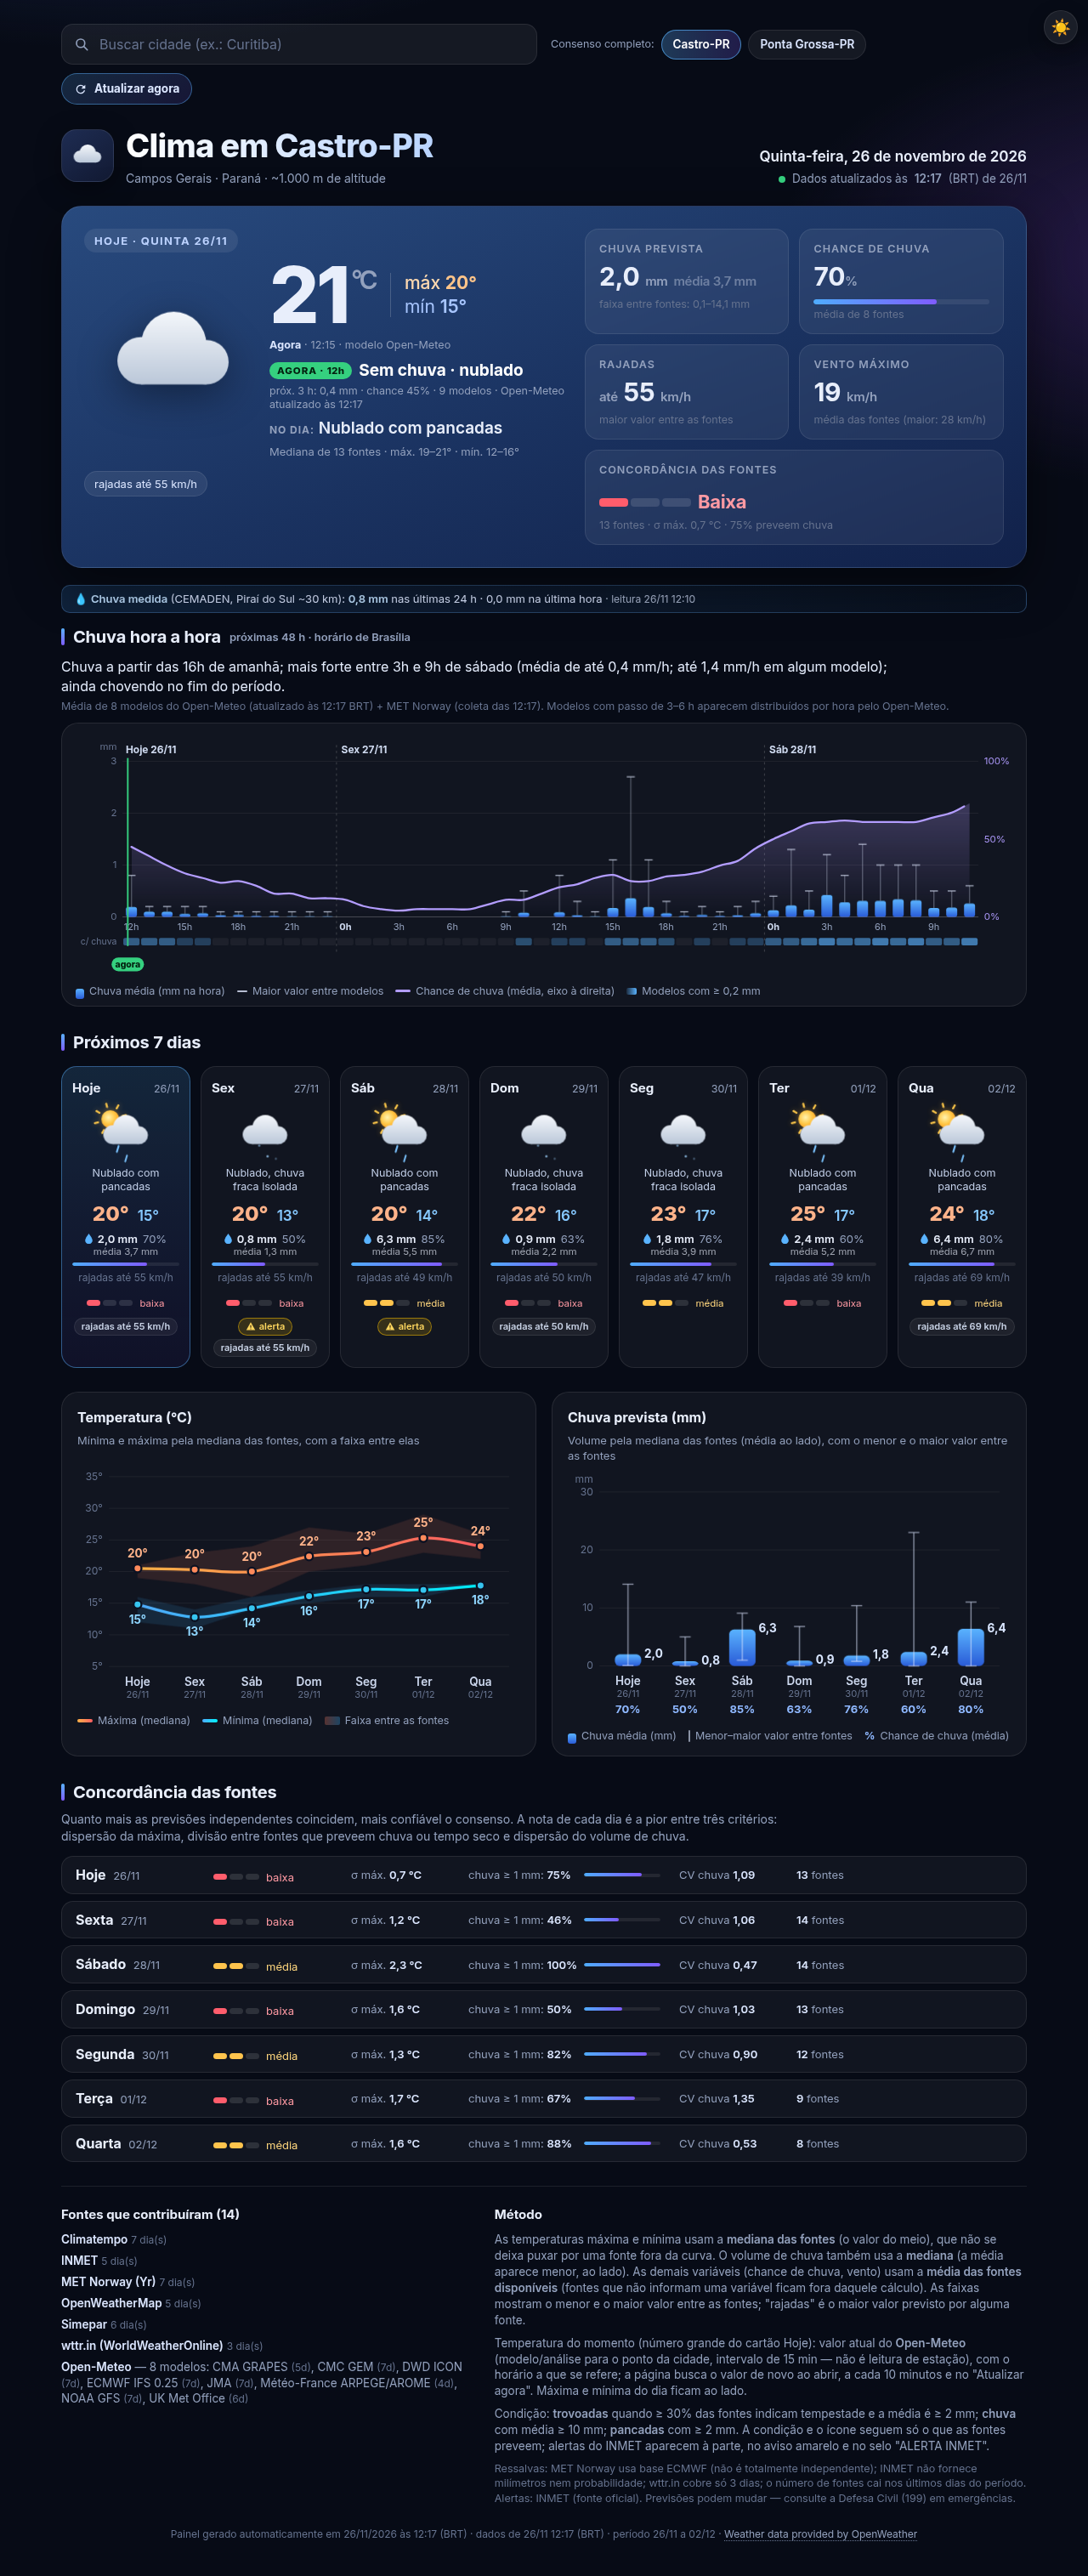 Buscar cidade (ex.: Curitiba)
Consenso completo: Castro-PR Ponta Grossa-PR
Atualizar agora
Clima em Castro-PR
Campos Gerais · Paraná · ~1.000 m de altitude
Quinta-feira, 26 de novembro de 2026
Dados atualizados às 12:17 (BRT) de 26/11
HOJE · QUINTA 26/11
21°C
máx 20°
mín 15°
Agora · 12:15 · modelo Open-Meteo
AGORA · 12h Sem chuva · nublado
próx. 3 h: 0,4 mm · chance 45% · 9 modelos · Open-Meteo
atualizado às 12:17
NO DIA: Nublado com pancadas
Mediana de 13 fontes · máx. 19–21° · mín. 12–16°
rajadas até 55 km/h
CHUVA PREVISTA
2,0 mm média 3,7 mm
faixa entre fontes: 0,1–14,1 mm
CHANCE DE CHUVA
70%
média de 8 fontes
RAJADAS
até 55 km/h
maior valor entre as fontes
VENTO MÁXIMO
19 km/h
média das fontes (maior: 28 km/h)
CONCORDÂNCIA DAS FONTES
Baixa
13 fontes · σ máx. 0,7 °C · 75% preveem chuva
Chuva medida (CEMADEN, Piraí do Sul ~30 km): 0,8 mm nas últimas 24 h · 0,0 mm na última hora · leitura 26/11 12:10
Chuva hora a hora próximas 48 h · horário de Brasília
Chuva a partir das 16h de amanhã; mais forte entre 3h e 9h de sábado (média de até 0,4 mm/h; até 1,4 mm/h em algum modelo);
ainda chovendo no fim do período.
Média de 8 modelos do Open-Meteo (atualizado às 12:17 BRT) + MET Norway (coleta das 12:17). Modelos com passo de 3–6 h aparecem distribuídos por hora pelo Open-Meteo.
mm Hoje 26/11 Sex 27/11 Sáb 28/11
3 100%
2
50%
1
0 0%
12h 15h 18h 21h 0h 3h 6h 9h 12h 15h 18h 21h 0h 3h 6h 9h
c/ chuva
agora
Chuva média (mm na hora) Maior valor entre modelos Chance de chuva (média, eixo à direita) Modelos com ≥ 0,2 mm
Próximos 7 dias
Hoje 26/11
Nublado com
pancadas
20° 15°
2,0 mm 70%
média 3,7 mm
rajadas até 55 km/h
baixa
rajadas até 55 km/h
Sex 27/11
Nublado, chuva
fraca isolada
20° 13°
0,8 mm 50%
média 1,3 mm
rajadas até 55 km/h
baixa
alerta
rajadas até 55 km/h
Sáb 28/11
Nublado com
pancadas
20° 14°
6,3 mm 85%
média 5,5 mm
rajadas até 49 km/h
média
alerta
Dom 29/11
Nublado, chuva
fraca isolada
22° 16°
0,9 mm 63%
média 2,2 mm
rajadas até 50 km/h
baixa
rajadas até 50 km/h
Seg 30/11
Nublado, chuva
fraca isolada
23° 17°
1,8 mm 76%
média 3,9 mm
rajadas até 47 km/h
média
Ter 01/12
Nublado com
pancadas
25° 17°
2,4 mm 60%
média 5,2 mm
rajadas até 39 km/h
baixa
Qua 02/12
Nublado com
pancadas
24° 18°
6,4 mm 80%
média 6,7 mm
rajadas até 69 km/h
média
rajadas até 69 km/h
Temperatura (°C)
Mínima e máxima pela mediana das fontes, com a faixa entre elas
35°
30°
25°
20°
15°
10°
5°
20° 20° 20° 22° 23° 25° 24°
15° 13° 14° 16° 17° 17° 18°
Hoje Sex Sáb Dom Seg Ter Qua
26/11 27/11 28/11 29/11 30/11 01/12 02/12
Máxima (mediana) Mínima (mediana) Faixa entre as fontes
Chuva prevista (mm)
Volume pela mediana das fontes (média ao lado), com o menor e o maior valor entre
as fontes
mm
30
20
10
0
2,0 0,8 6,3 0,9 1,8 2,4 6,4
Hoje Sex Sáb Dom Seg Ter Qua
26/11 27/11 28/11 29/11 30/11 01/12 02/12
70% 50% 85% 63% 76% 60% 80%
Chuva média (mm) Menor–maior valor entre fontes % Chance de chuva (média)
Concordância das fontes
Quanto mais as previsões independentes coincidem, mais confiável o consenso. A nota de cada dia é a pior entre três critérios:
dispersão da máxima, divisão entre fontes que preveem chuva ou tempo seco e dispersão do volume de chuva.
Hoje 26/11 baixa σ máx. 0,7 °C chuva ≥ 1 mm: 75% CV chuva 1,09 13 fontes
Sexta 27/11 baixa σ máx. 1,2 °C chuva ≥ 1 mm: 46% CV chuva 1,06 14 fontes
Sábado 28/11 média σ máx. 2,3 °C chuva ≥ 1 mm: 100% CV chuva 0,47 14 fontes
Domingo 29/11 baixa σ máx. 1,6 °C chuva ≥ 1 mm: 50% CV chuva 1,03 13 fontes
Segunda 30/11 média σ máx. 1,3 °C chuva ≥ 1 mm: 82% CV chuva 0,90 12 fontes
Terça 01/12 baixa σ máx. 1,7 °C chuva ≥ 1 mm: 67% CV chuva 1,35 9 fontes
Quarta 02/12 média σ máx. 1,6 °C chuva ≥ 1 mm: 88% CV chuva 0,53 8 fontes
Fontes que contribuíram (14)
Climatempo 7 dia(s)
INMET 5 dia(s)
MET Norway (Yr) 7 dia(s)
OpenWeatherMap 5 dia(s)
Simepar 6 dia(s)
wttr.in (WorldWeatherOnline) 3 dia(s)
Open-Meteo — 8 modelos: CMA GRAPES (5d), CMC GEM (7d), DWD ICON
(7d), ECMWF IFS 0.25 (7d), JMA (7d), Météo-France ARPEGE/AROME (4d),
NOAA GFS (7d), UK Met Office (6d)
Método
As temperaturas máxima e mínima usam a mediana das fontes (o valor do meio), que não se
deixa puxar por uma fonte fora da curva. O volume de chuva também usa a mediana (a média
aparece menor, ao lado). As demais variáveis (chance de chuva, vento) usam a média das fontes
disponíveis (fontes que não informam uma variável ficam fora daquele cálculo). As faixas
mostram o menor e o maior valor entre as fontes; "rajadas" é o maior valor previsto por alguma
fonte.
Temperatura do momento (número grande do cartão Hoje): valor atual do Open-Meteo
(modelo/análise para o ponto da cidade, intervalo de 15 min — não é leitura de estação), com o
horário a que se refere; a página busca o valor de novo ao abrir, a cada 10 minutos e no "Atualizar
agora". Máxima e mínima do dia ficam ao lado.
Condição: trovoadas quando ≥ 30% das fontes indicam tempestade e a média é ≥ 2 mm; chuva
com média ≥ 10 mm; pancadas com ≥ 2 mm. A condição e o ícone seguem só o que as fontes
preveem; alertas do INMET aparecem à parte, no aviso amarelo e no selo "ALERTA INMET".
Ressalvas: MET Norway usa base ECMWF (não é totalmente independente); INMET não fornece
milímetros nem probabilidade; wttr.in cobre só 3 dias; o número de fontes cai nos últimos dias do período.
Alertas: INMET (fonte oficial). Previsões podem mudar — consulte a Defesa Civil (199) em emergências.
Painel gerado automaticamente em 26/11/2026 às 12:17 (BRT) · dados de 26/11 12:17 (BRT) · período 26/11 a 02/12 · Weather data provided by OpenWeather